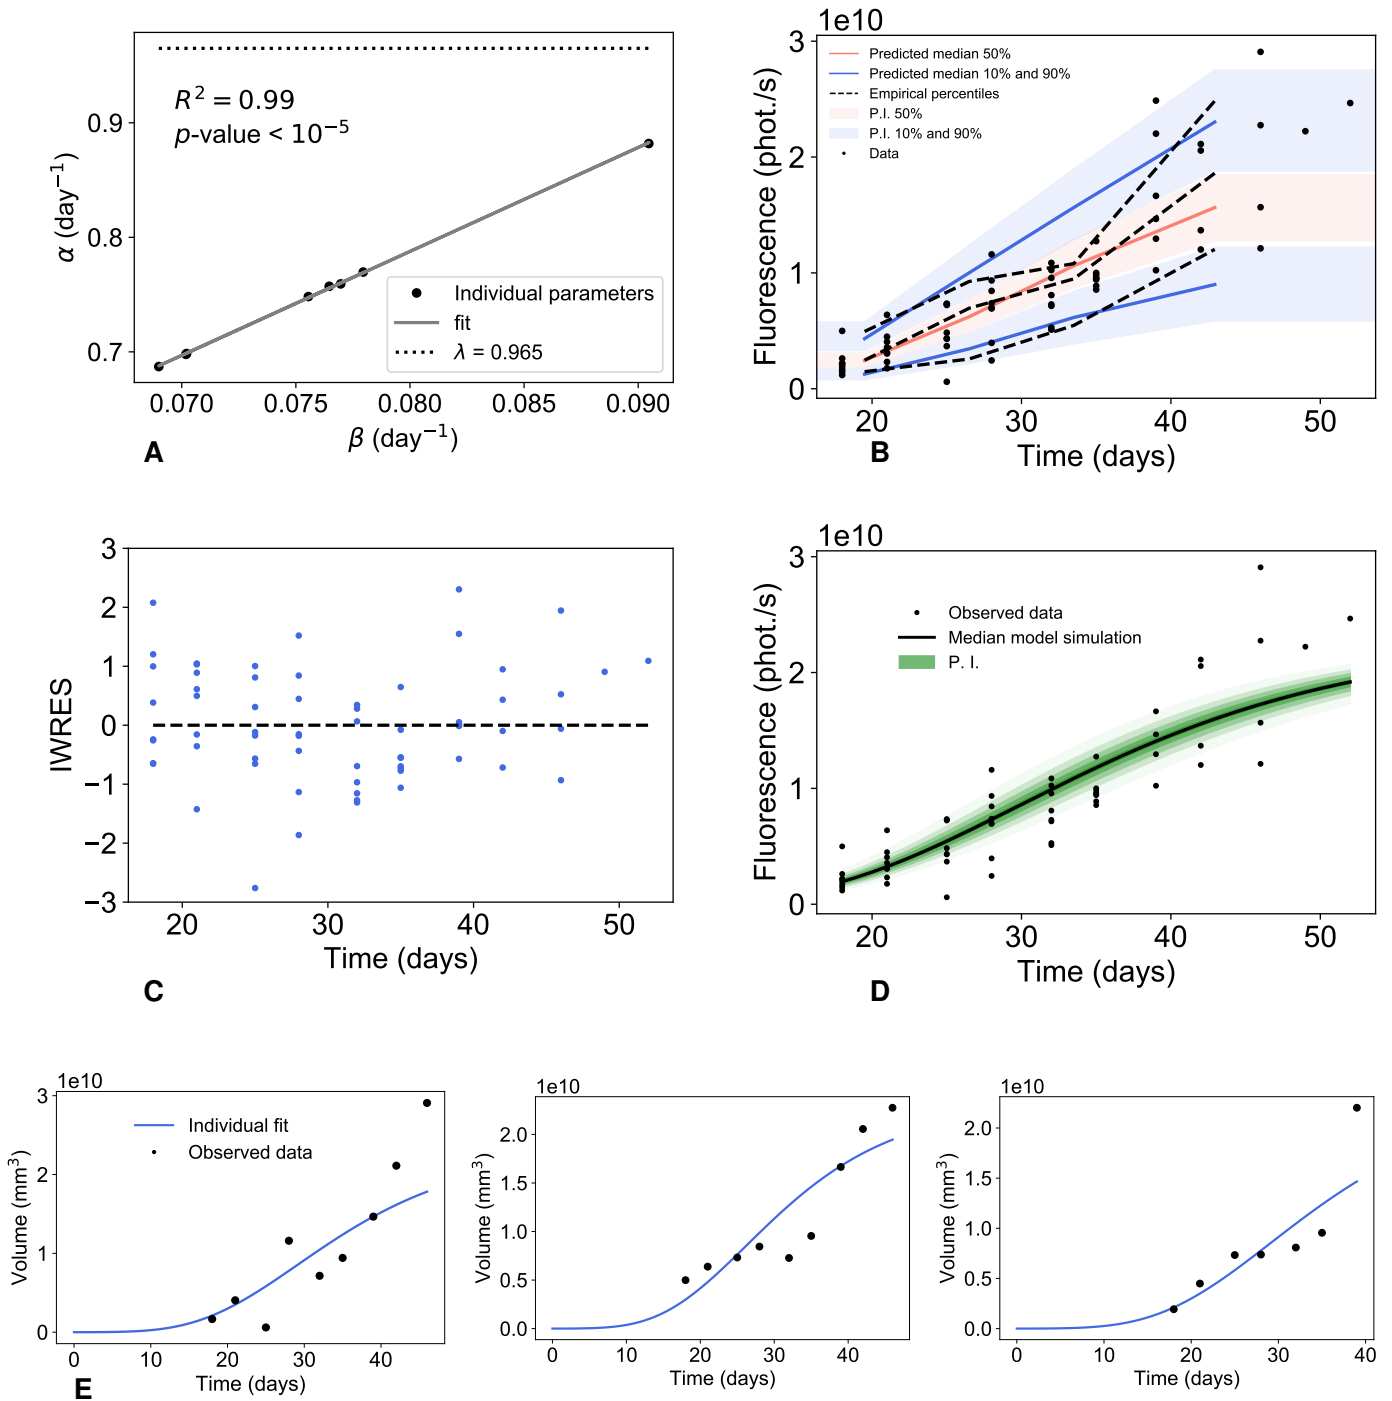 R² = 0.99
p-value < 10⁻⁵
0.9
0.8
0.7
α (day⁻¹)
Individual parameters
fit
λ = 0.965
0.070 0.075 0.080 0.085 0.090
β (day⁻¹)
A
1e10
Predicted median 50%
Predicted median 10% and 90%
Empirical percentiles
P.I. 50%
P.I. 10% and 90%
Data
3
2
1
0
Fluorescence (phot./s)
20 30 40 50
Time (days)
B
3
2
1
0
−1
−2
−3
IWRES
20 30 40 50
Time (days)
C
1e10
Observed data
Median model simulation
P. I.
3
2
1
0
Fluorescence (phot./s)
20 30 40 50
Time (days)
D
1e10
Individual fit
Observed data
3
2
1
0
Volume (mm³)
0 10 20 30 40
Time (days)
E
1e10
2.0
1.5
1.0
0.5
0.0
Volume (mm³)
0 10 20 30 40
Time (days)
1e10
2.0
1.5
1.0
0.5
0.0
Volume (mm³)
0 10 20 30 40
Time (days)